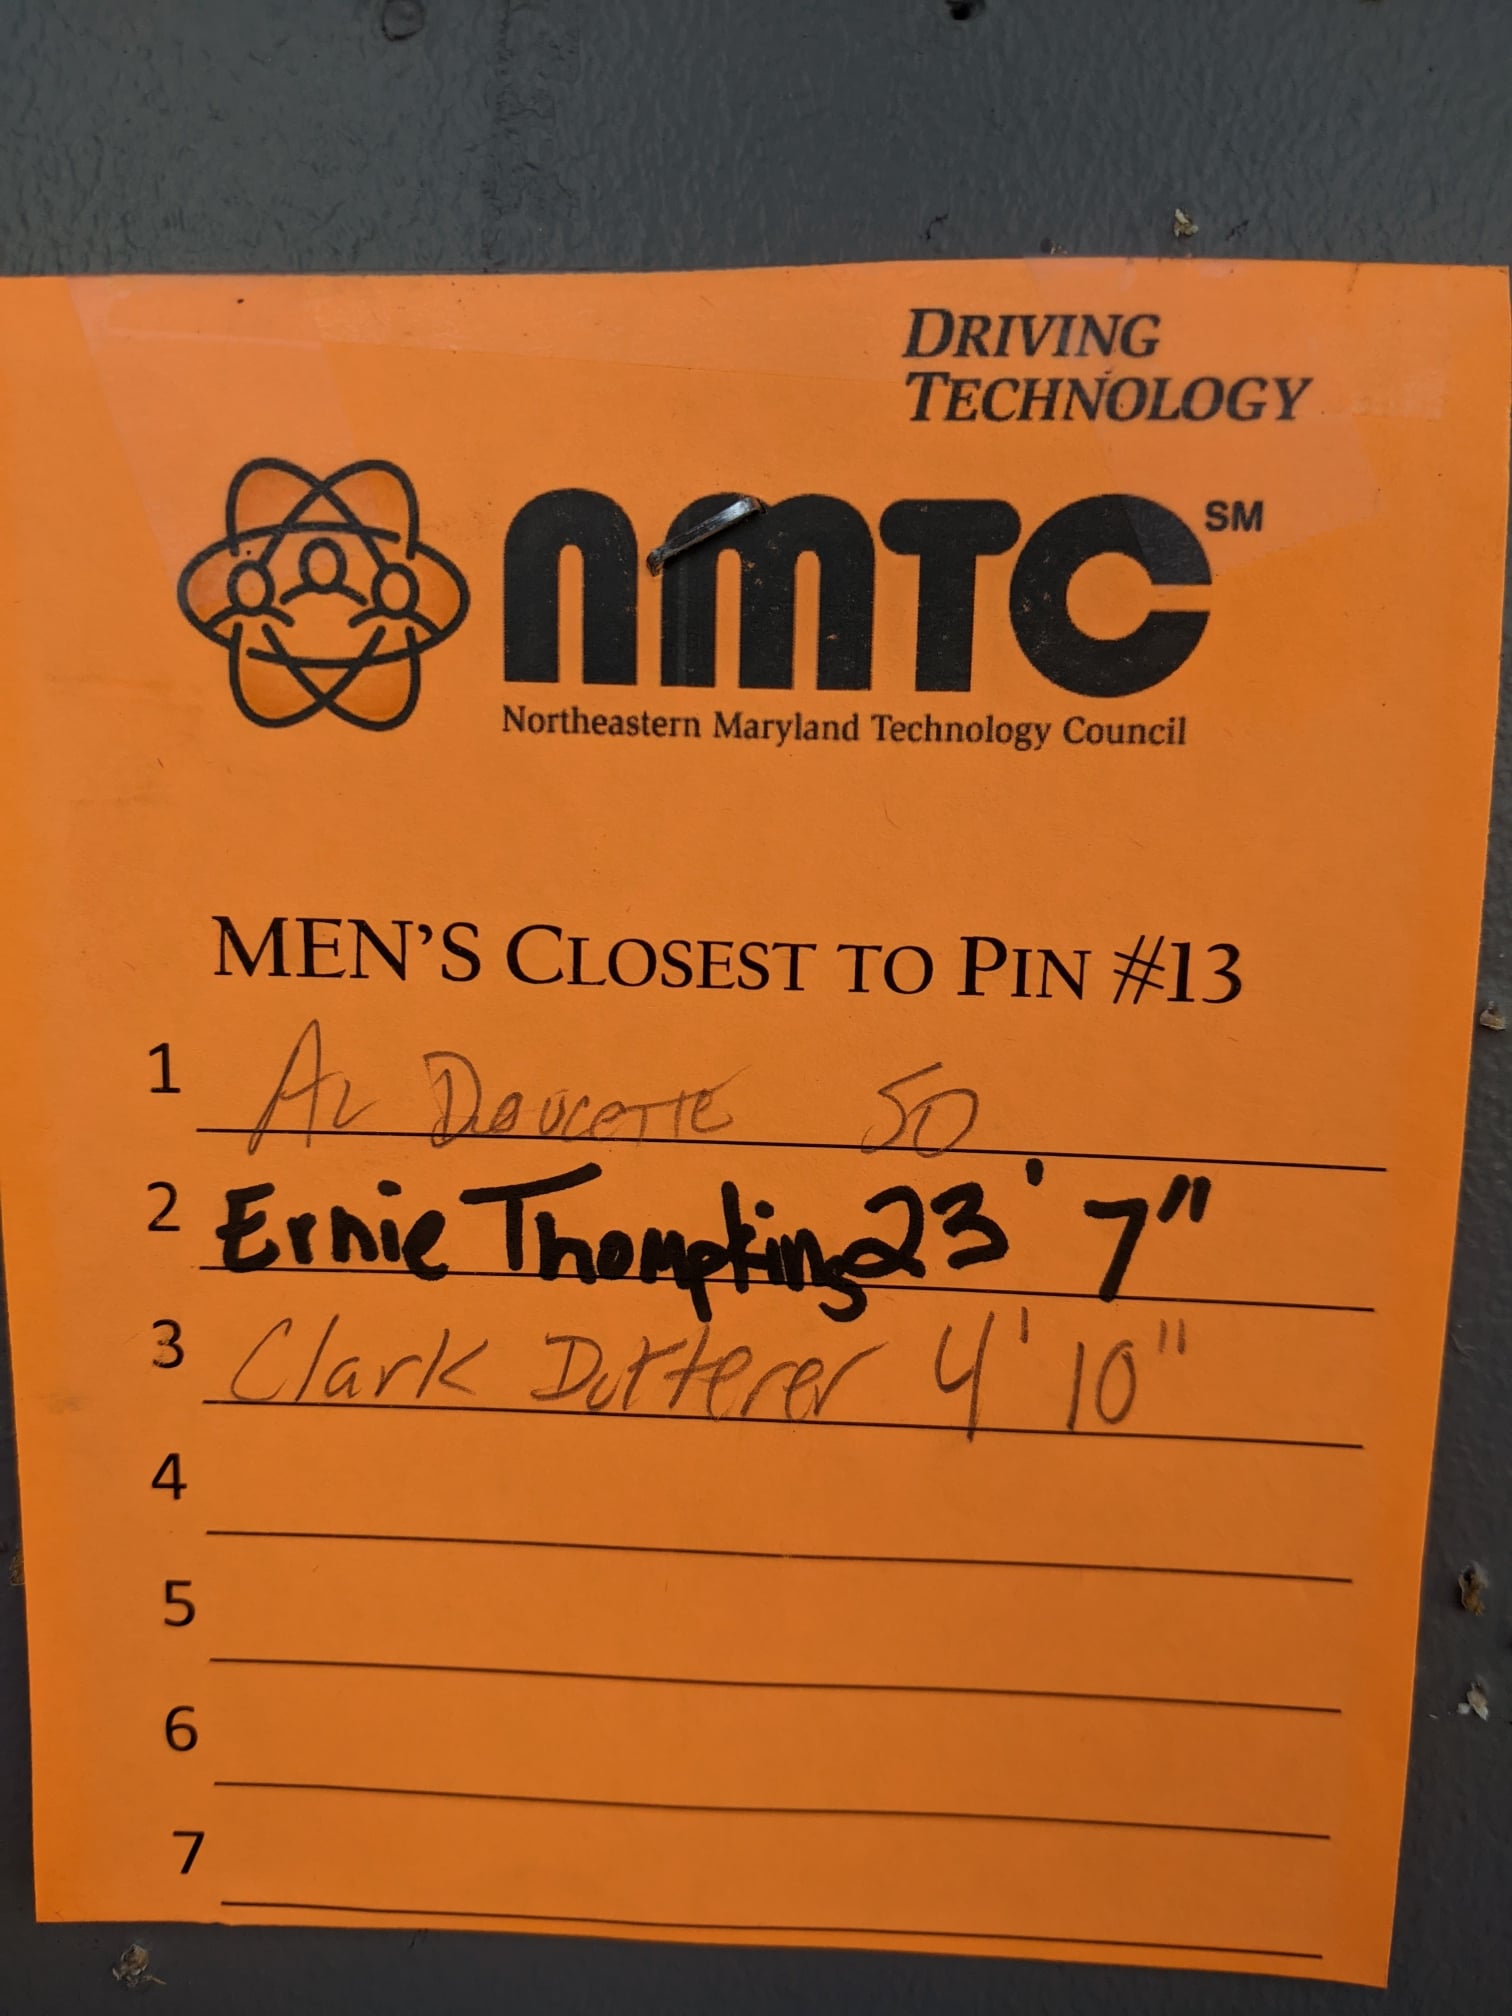 DRIVING
TECHNOLOGY
NMTC SM
Northeastern Maryland Technology Council
MEN'S CLOSEST TO PIN #13
1 AL Doucette 50
2 Ernie Thompkins 23' 7"
3 Clark Dutterer 4' 10"
4
5
6
7